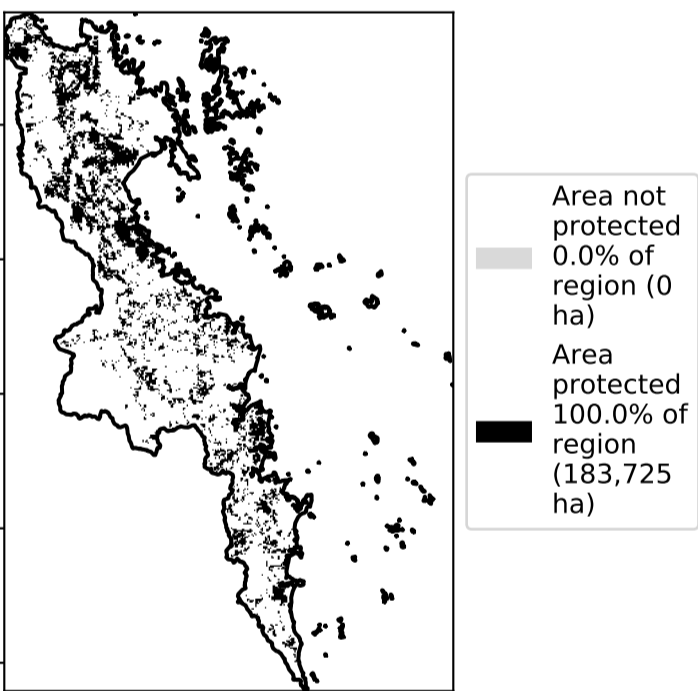 Area not
protected
0.0% of
region (0
ha)
Area
protected
100.0% of
region
(183,725
ha)